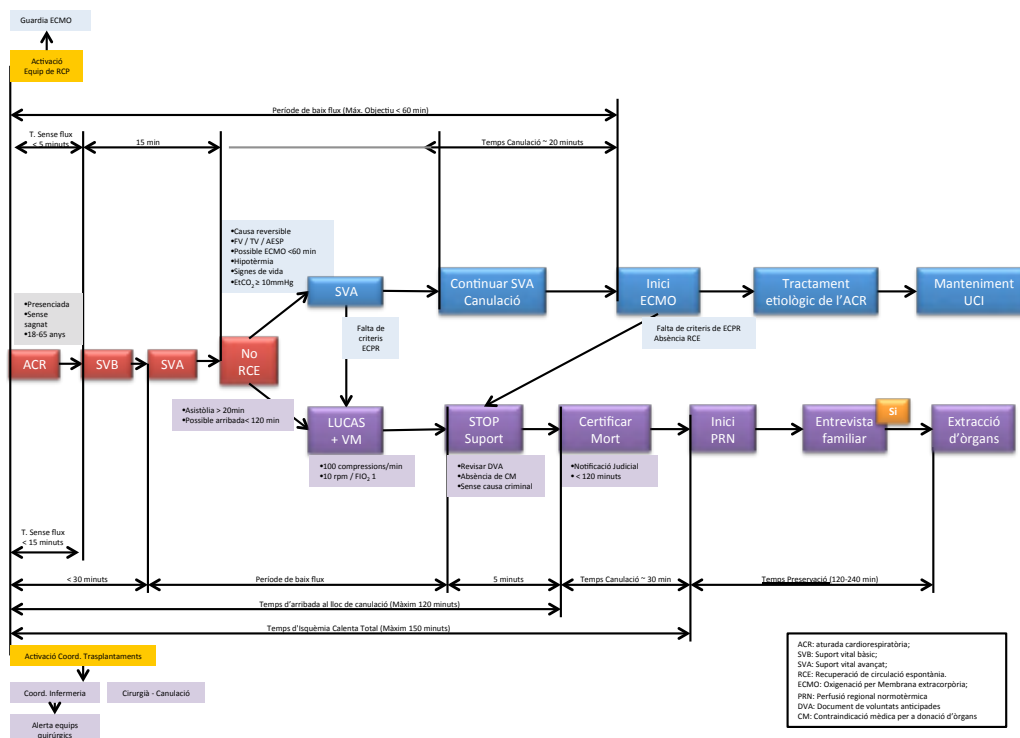 Guardia ECMO
Activació
Equip de RCP
Període de baix flux (Máx. Objectiu < 60 min)
T. Sense flux
< 5 minuts
15 min
Temps Canulació ~ 20 minuts
•Causa reversible
•FV / TV / AESP
•Possible ECMO <60 min
•Hipotèrmia
•Signes de vida
•EtCO2 ≥ 10mmHg
SVA
Continuar SVA
Canulació
Inici
ECMO
Tractament
etiològic de l'ACR
Manteniment
UCI
•Presenciada
•Sense
sagnat
•18-65 anys
Falta de
criteris
ECPR
Falta de criteris de ECPR
Absència RCE
ACR
SVB
SVA
No
RCE
•Asistòlia > 20min
•Possible arribada< 120 min
LUCAS
+ VM
STOP
Suport
Certificar
Mort
Inici
PRN
Entrevista
familiar
Si
Extracció
d'òrgans
•100 compressions/min
•10 rpm / FIO2 1
•Revisar DVA
•Absència de CM
•Sense causa criminal
•Notificació Judicial
• < 120 minuts
T. Sense flux
< 15 minuts
< 30 minuts
Període de baix flux
5 minuts
Temps Canulació ~ 30 min
Temps Preservació (120-240 min)
Temps d'arribada al lloc de canulació (Màxim 120 minuts)
Temps d'Isquèmia Calenta Total (Màxim 150 minuts)
Activació Coord. Trasplantaments
Coord. Infermeria
Cirurgià - Canulació
Alerta equips
quirúrgics
ACR: aturada cardiorespiratòria;
SVB: Suport vital bàsic;
SVA: Suport vital avançat;
RCE: Recuperació de circulació espontània.
ECMO: Oxigenació per Membrana extracorpòria;
PRN: Perfusió regional normotèrmica
DVA: Document de voluntats anticipades
CM: Contraindicació mèdica per a donació d'òrgans